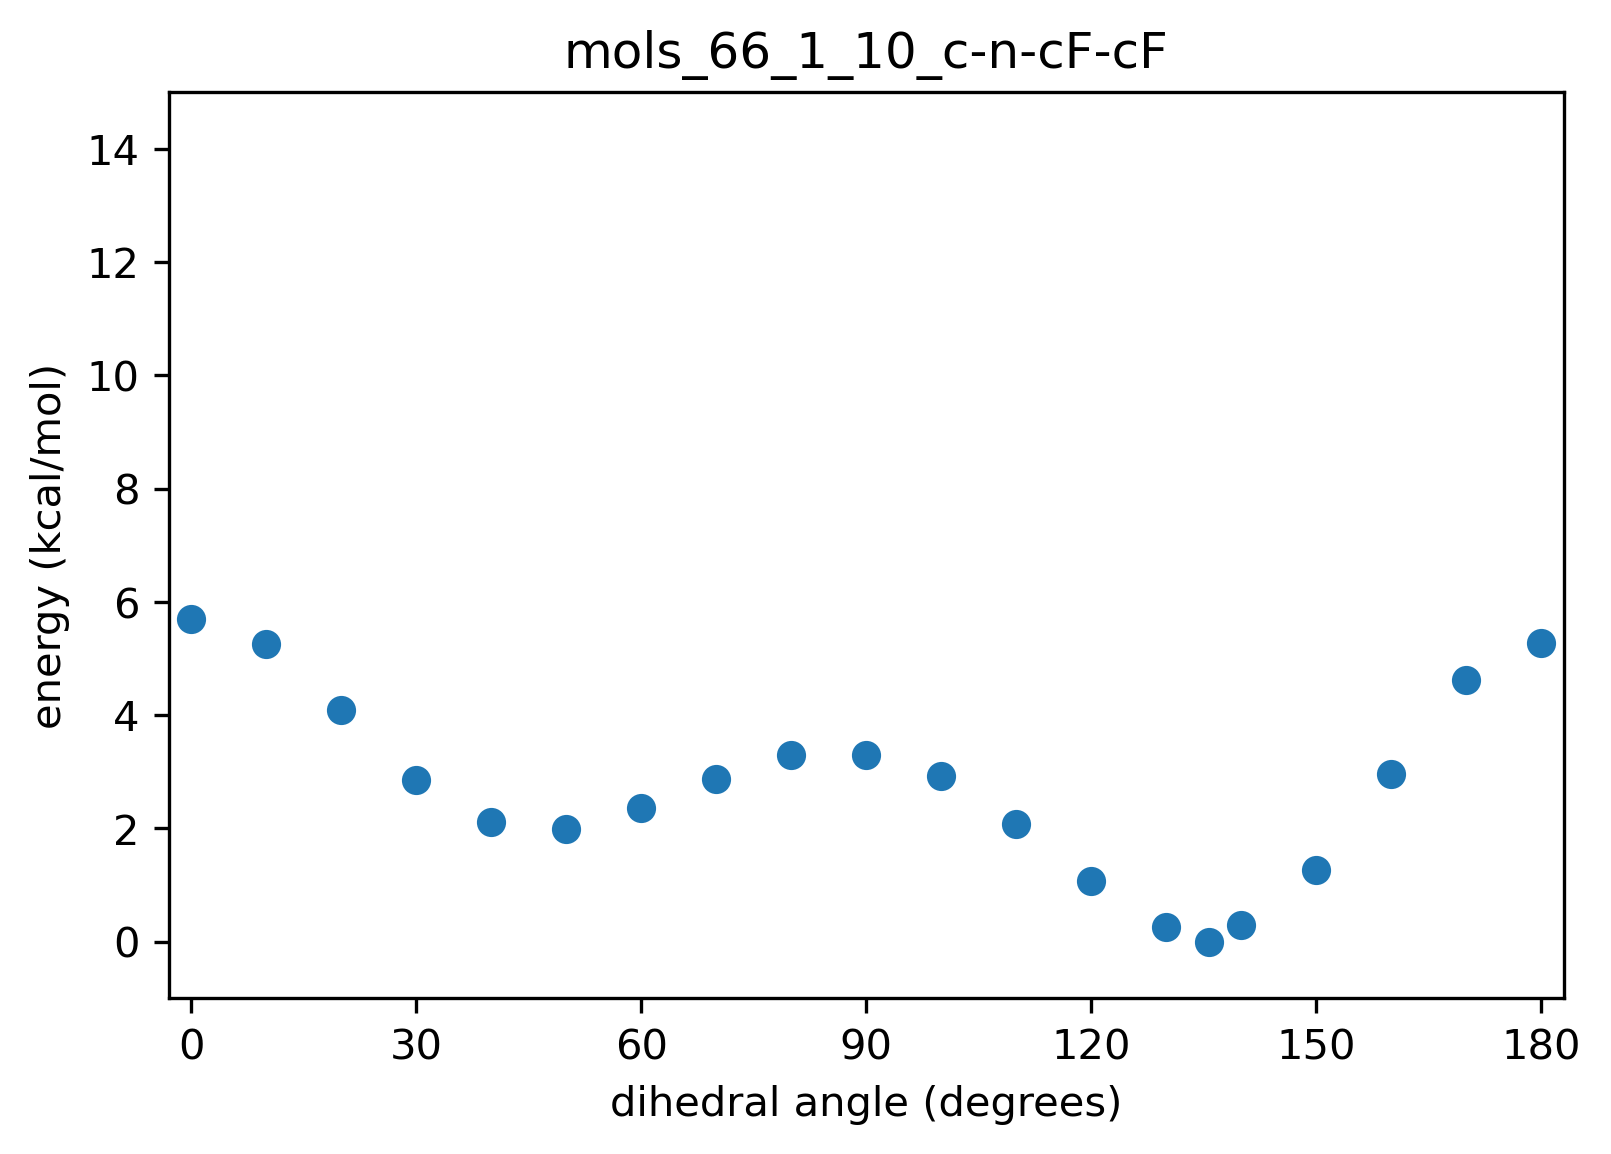 mols_66_1_10_c-n-cF-cF
14
12
10
8
6
4
2
0
energy (kcal/mol)
0 30 60 90 120 150 180
dihedral angle (degrees)